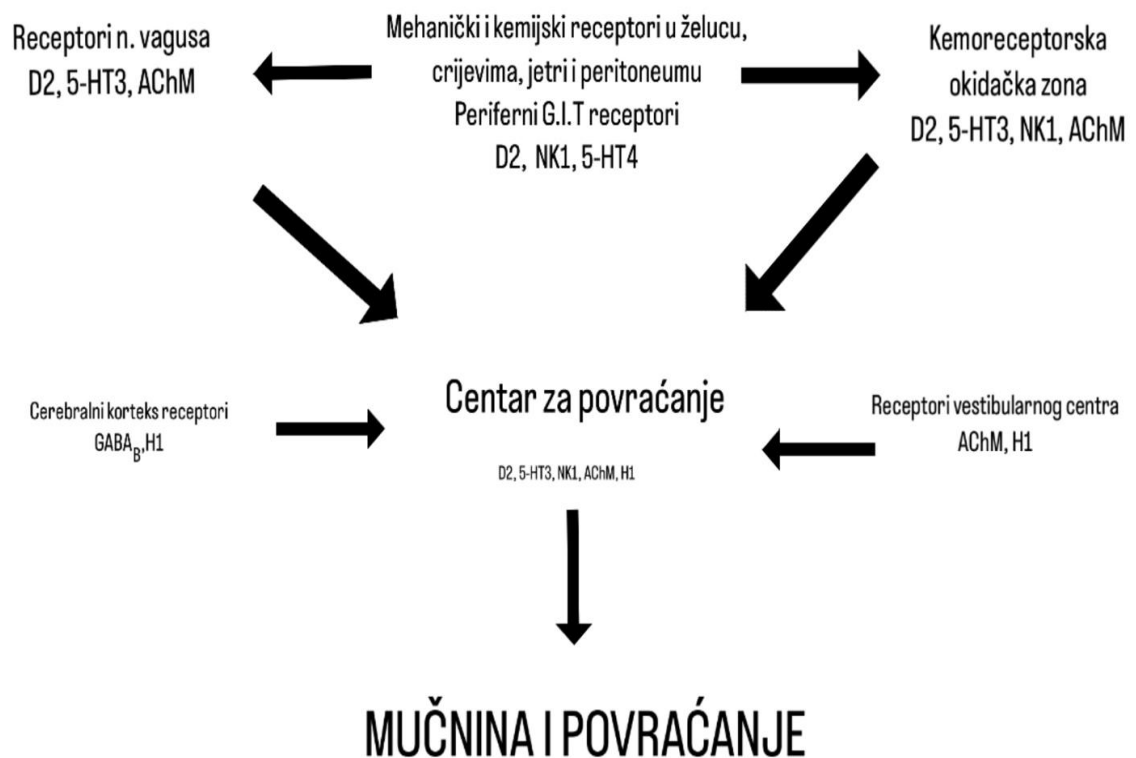 Receptori n. vagusa
D2, 5-HT3, AChM
Mehanički i kemijski receptori u želucu,
crijevima, jetri i peritoneumu
Periferni G.I.T receptori
D2, NK1, 5-HT4
Kemoreceptorska
okidačka zona
D2, 5-HT3, NK1, AChM
Cerebralni korteks receptori
GABA_B,H1
Centar za povraćanje
D2, 5-HT3, NK1, AChM, H1
Receptori vestibularnog centra
AChM, H1
MUČNINA I POVRAĆANJE